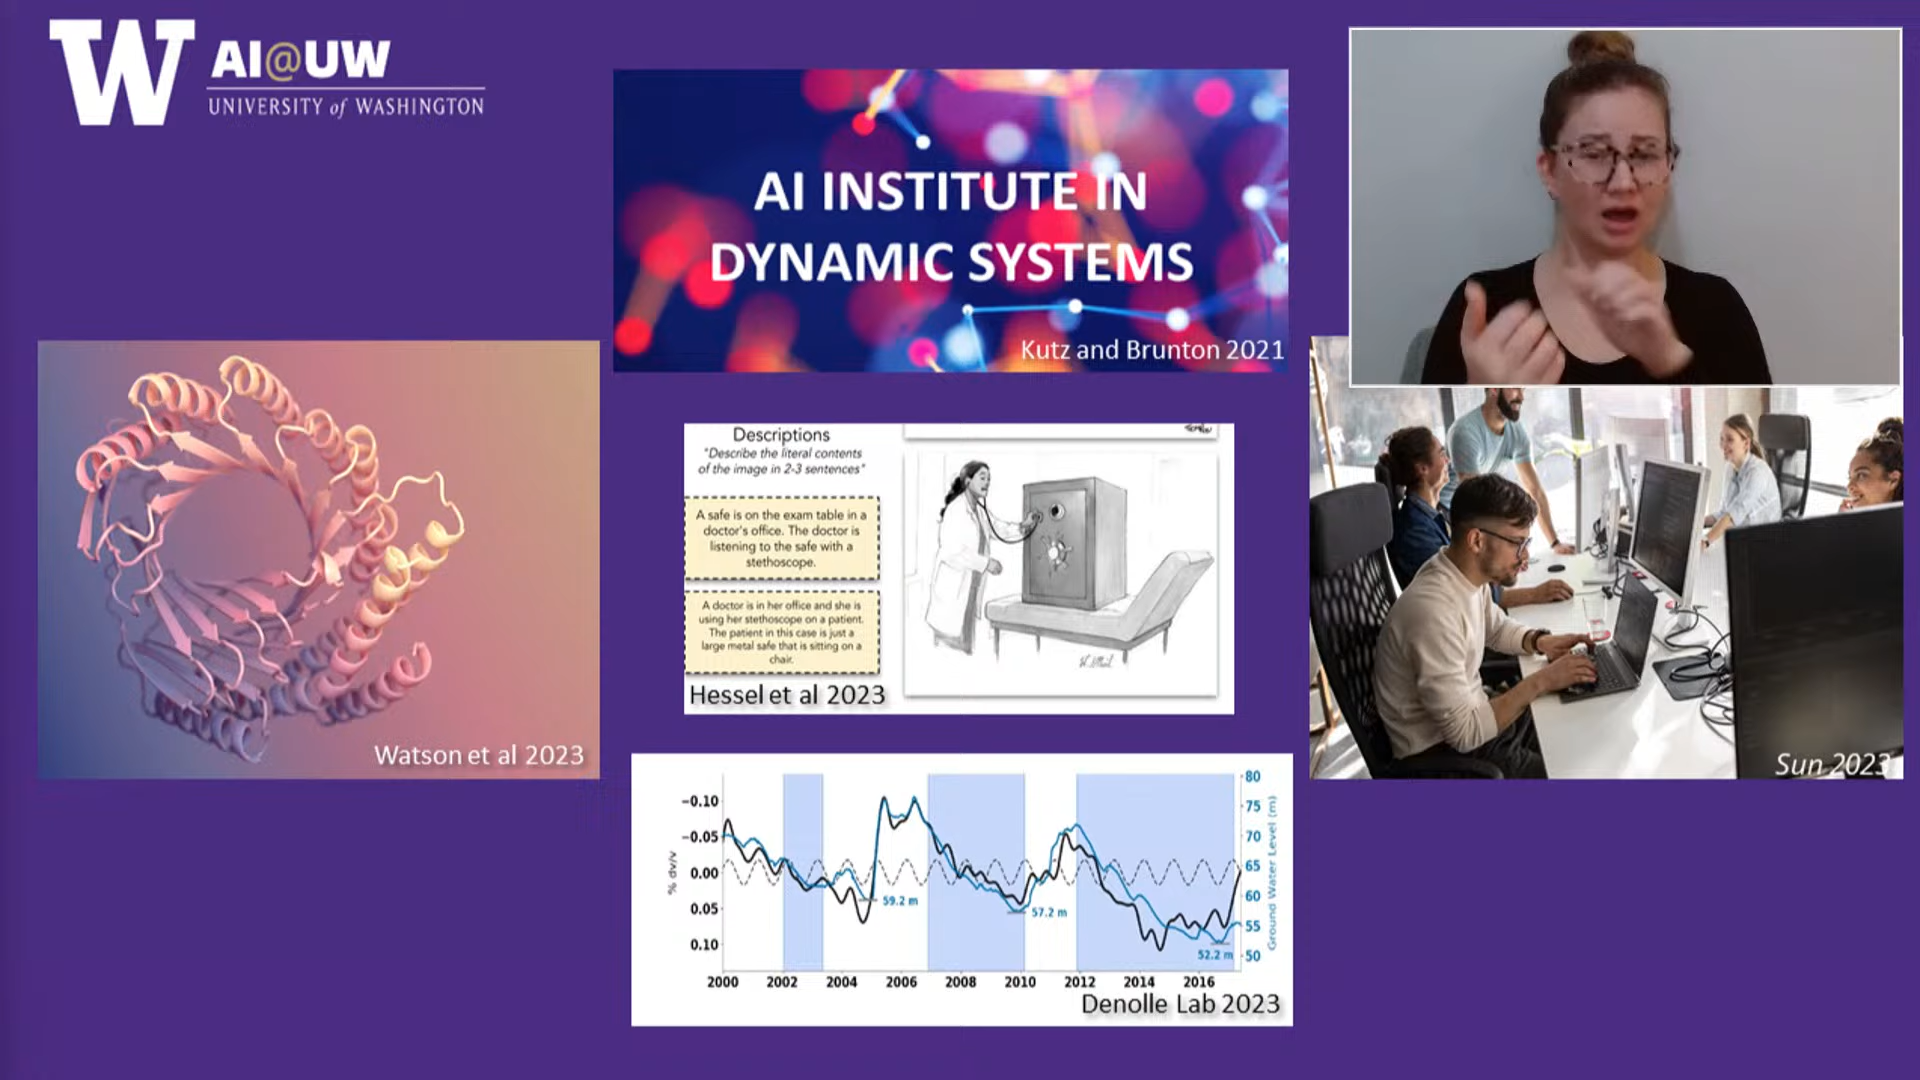 W
AI@UW
UNIVERSITY of WASHINGTON
AI INSTITUTE IN
DYNAMIC SYSTEMS
Kutz and Brunton 2021
Watson et al 2023
Descriptions
"Describe the literal contents
of the image in 2-3 sentences"
A safe is on the exam table in a
doctor's office. The doctor is
listening to the safe with a
stethoscope.
A doctor is in her office and she is
using her stethoscope on a patient.
The patient in this case is just a
large metal safe that is sitting on a
chair.
Hessel et al 2023
Sun 2023
% dv/v
−0.10
−0.05
0.00
0.05
0.10
59.2 m
57.2 m
52.2 m
80
75
70
65
60
55
50
Ground Water Level (m)
2000 2002 2004 2006 2008 2010 2012 2014 2016
Denolle Lab 2023